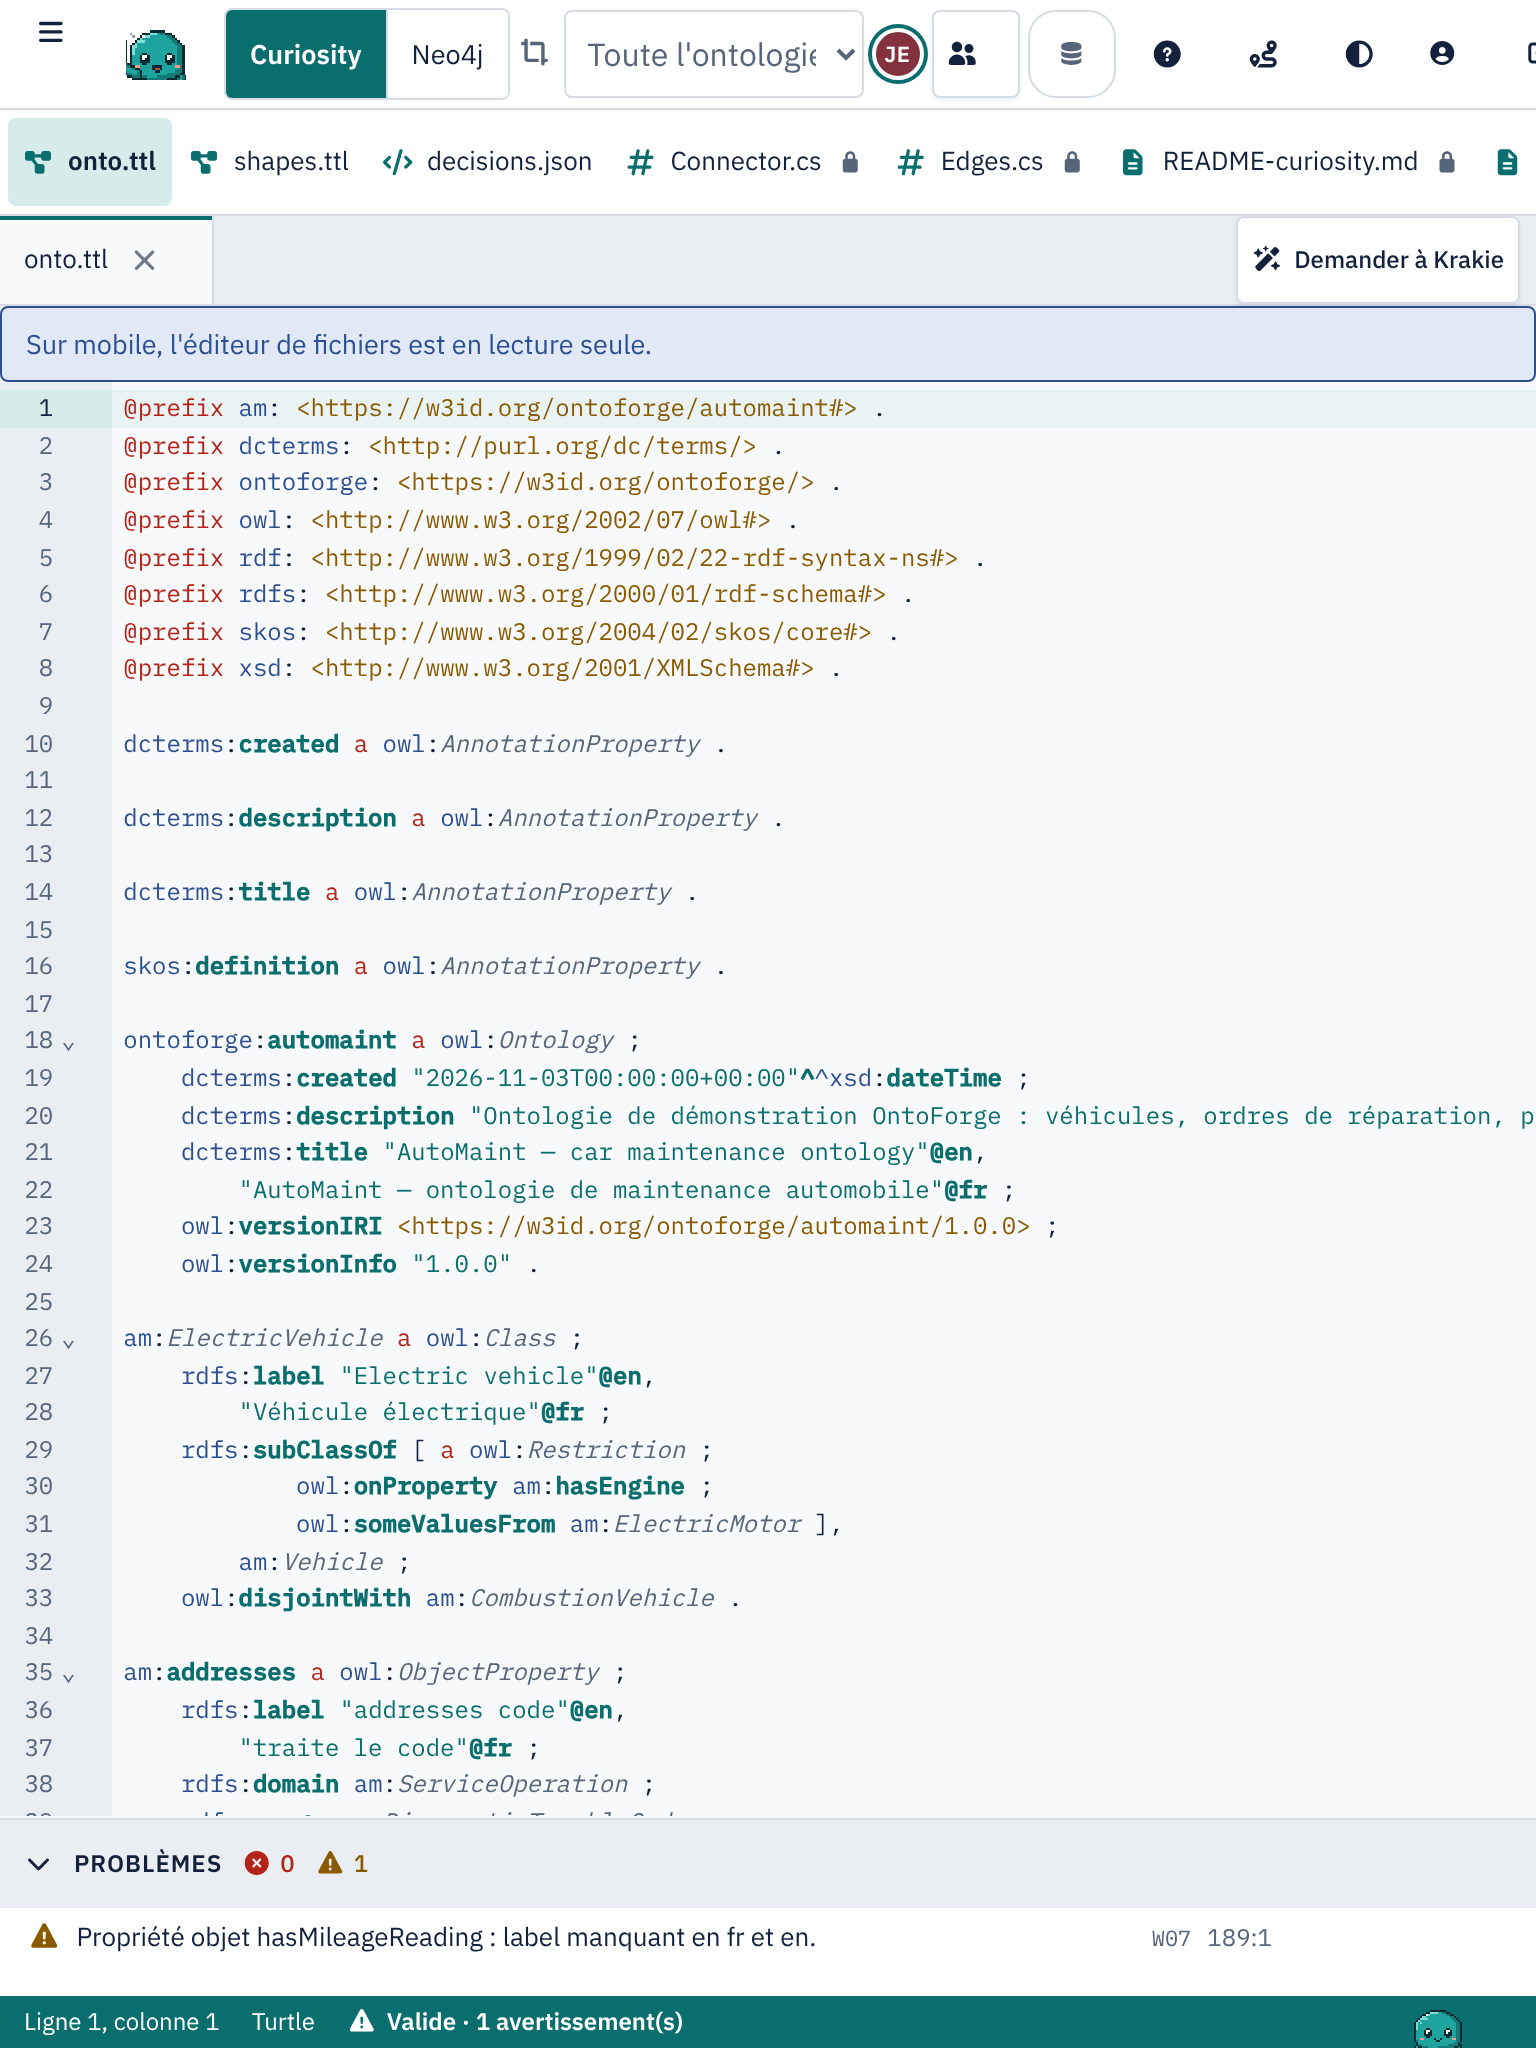 Curiosity Neo4j Toute l'ontologie JE
onto.ttl shapes.ttl decisions.json Connector.cs Edges.cs README-curiosity.md
onto.ttl Demander à Krakie
Sur mobile, l'éditeur de fichiers est en lecture seule.
1 @prefix am: <https://w3id.org/ontoforge/automaint#> .
2 @prefix dcterms: <http://purl.org/dc/terms/> .
3 @prefix ontoforge: <https://w3id.org/ontoforge/> .
4 @prefix owl: <http://www.w3.org/2002/07/owl#> .
5 @prefix rdf: <http://www.w3.org/1999/02/22-rdf-syntax-ns#> .
6 @prefix rdfs: <http://www.w3.org/2000/01/rdf-schema#> .
7 @prefix skos: <http://www.w3.org/2004/02/skos/core#> .
8 @prefix xsd: <http://www.w3.org/2001/XMLSchema#> .
9
10 dcterms:created a owl:AnnotationProperty .
11
12 dcterms:description a owl:AnnotationProperty .
13
14 dcterms:title a owl:AnnotationProperty .
15
16 skos:definition a owl:AnnotationProperty .
17
18 ontoforge:automaint a owl:Ontology ;
19 dcterms:created "2026-11-03T00:00:00+00:00"^^xsd:dateTime ;
20 dcterms:description "Ontologie de démonstration OntoForge : véhicules, ordres de réparation, p
21 dcterms:title "AutoMaint – car maintenance ontology"@en,
22 "AutoMaint – ontologie de maintenance automobile"@fr ;
23 owl:versionIRI <https://w3id.org/ontoforge/automaint/1.0.0> ;
24 owl:versionInfo "1.0.0" .
25
26 am:ElectricVehicle a owl:Class ;
27 rdfs:label "Electric vehicle"@en,
28 "Véhicule électrique"@fr ;
29 rdfs:subClassOf [ a owl:Restriction ;
30 owl:onProperty am:hasEngine ;
31 owl:someValuesFrom am:ElectricMotor ],
32 am:Vehicle ;
33 owl:disjointWith am:CombustionVehicle .
34
35 am:addresses a owl:ObjectProperty ;
36 rdfs:label "addresses code"@en,
37 "traite le code"@fr ;
38 rdfs:domain am:ServiceOperation ;
PROBLÈMES 0 1
Propriété objet hasMileageReading : label manquant en fr et en. W07 189:1
Ligne 1, colonne 1 Turtle Valide · 1 avertissement(s)